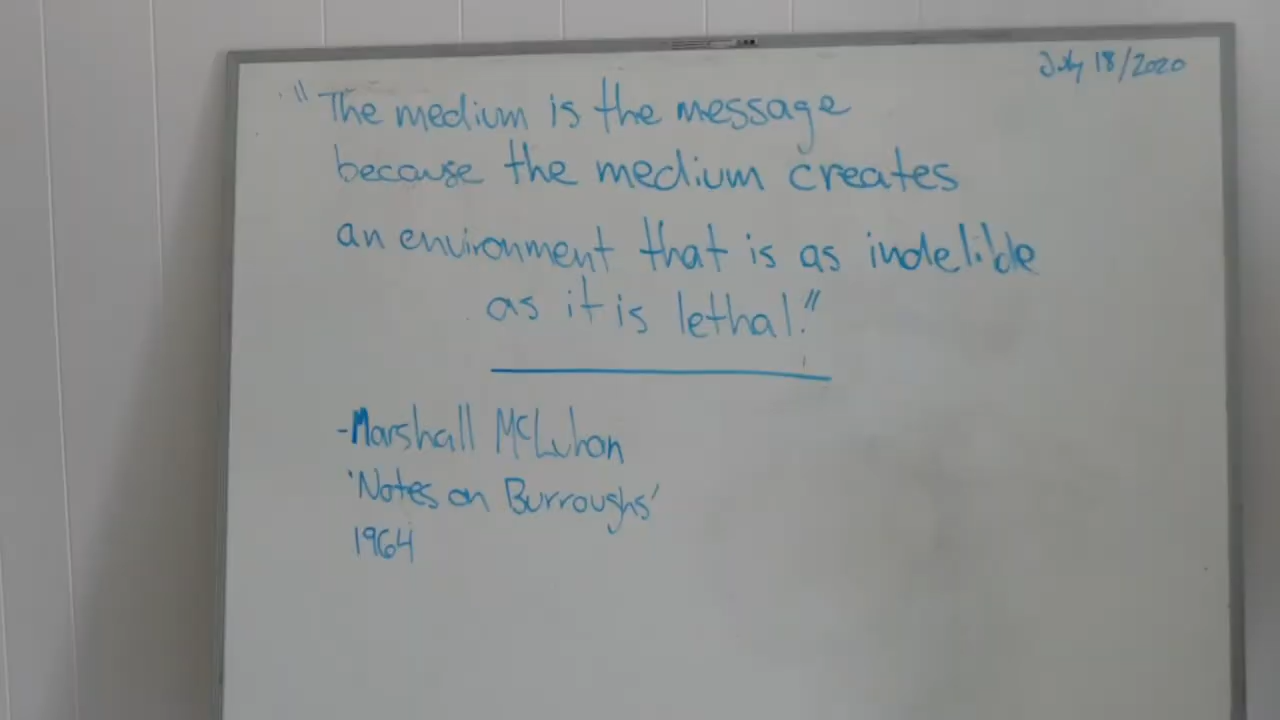 July 18/2020
"The medium is the message
because the medium creates
an environment that is as indelible
as it is lethal."
-Marshall McLuhan
'Notes on Burroughs'
1964